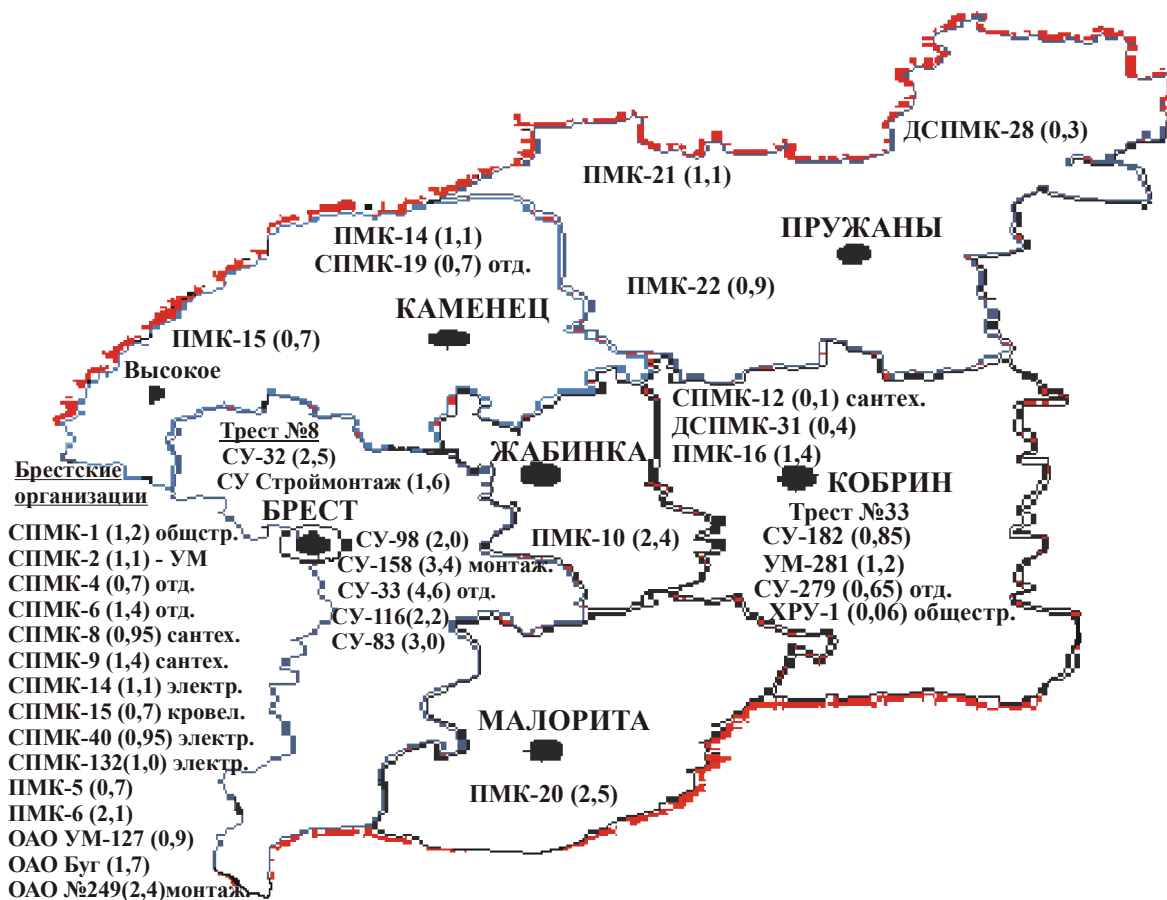 ДСПМК-28 (0,3)
ПМК-21 (1,1)
ПРУЖАНЫ
ПМК-22 (0,9)
ПМК-14 (1,1)
СПМК-19 (0,7) отд.
КАМЕНЕЦ
ПМК-15 (0,7)
Высокое
СПМК-12 (0,1) сантех.
ДСПМК-31 (0,4)
ПМК-16 (1,4)
КОБРИН
Трест №33
СУ-182 (0,85)
УМ-281 (1,2)
СУ-279 (0,65) отд.
ХРУ-1 (0,06) общестр.
ЖАБИНКА
ПМК-10 (2,4)
Трест №8
СУ-32 (2,5)
СУ Строймонтаж (1,6)
БРЕСТ
СУ-98 (2,0)
СУ-158 (3,4) монтаж.
СУ-33 (4,6) отд.
СУ-116(2,2)
СУ-83 (3,0)
МАЛОРИТА
ПМК-20 (2,5)
Брестские
организации
СПМК-1 (1,2) общстр.
СПМК-2 (1,1) - УМ
СПМК-4 (0,7) отд.
СПМК-6 (1,4) отд.
СПМК-8 (0,95) сантех.
СПМК-9 (1,4) сантех.
СПМК-14 (1,1) электр.
СПМК-15 (0,7) кровел.
СПМК-40 (0,95) электр.
СПМК-132(1,0) электр.
ПМК-5 (0,7)
ПМК-6 (2,1)
ОАО УМ-127 (0,9)
ОАО Буг (1,7)
ОАО №249(2,4)монтаж.